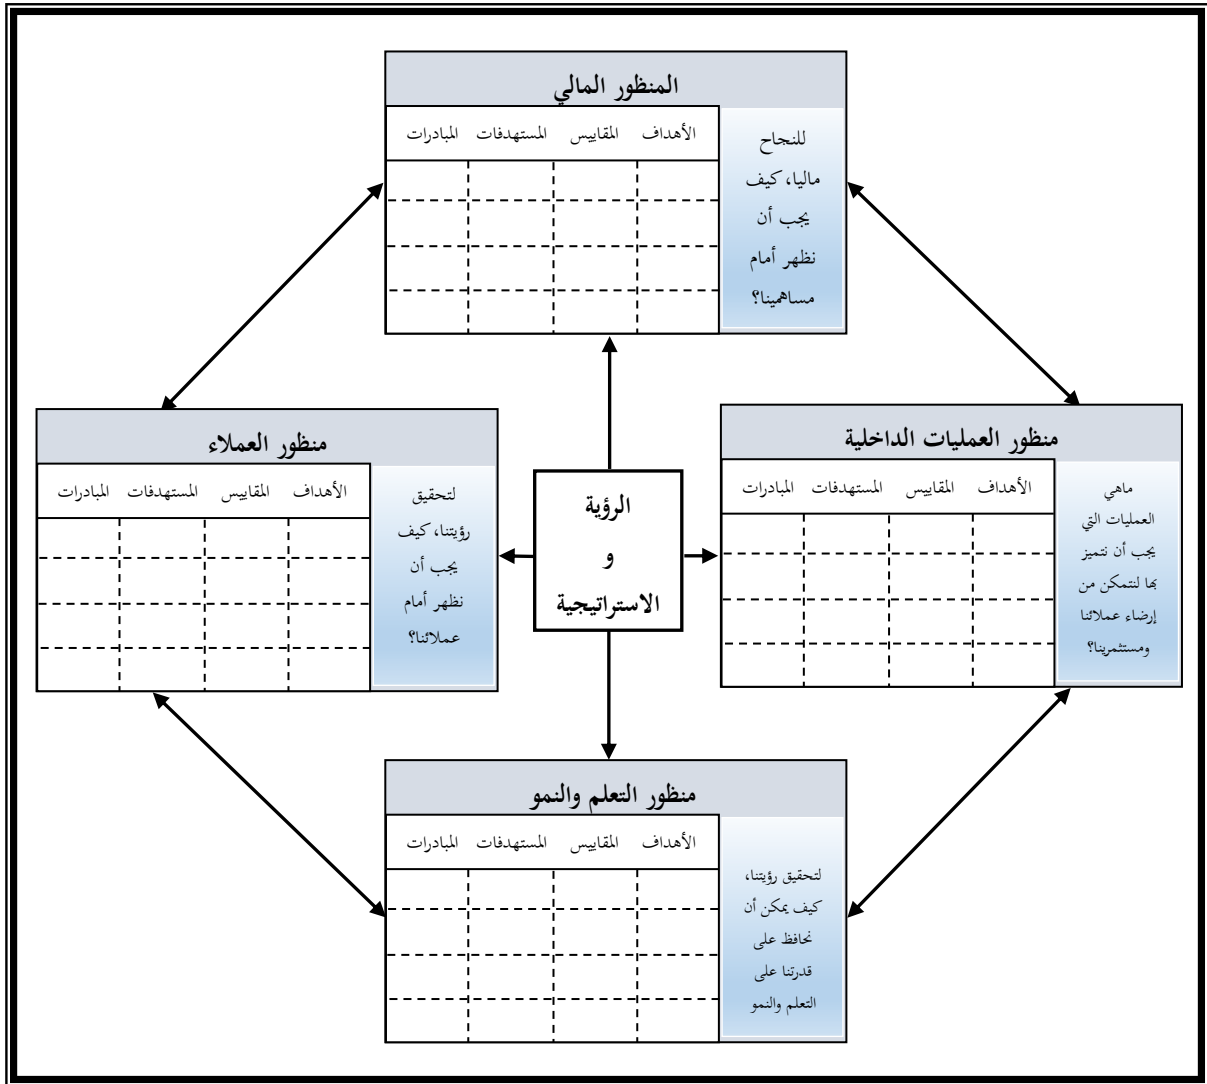 المنظور المالي
الأهداف المقاييس المستهدفات المبادرات
للنجاح
ماليا، كيف
يجب أن
نظهر أمام
مساهمينا؟
منظور العمليات الداخلية
الأهداف المقاييس المستهدفات المبادرات
ماهي
العمليات التي
يجب أن نتميز
بها لنتمكن من
إرضاء عملائنا
ومستثمرينا؟
الرؤية
و
الاستراتيجية
منظور العملاء
الأهداف المقاييس المستهدفات المبادرات
لتحقيق
رؤيتنا، كيف
يجب أن
نظهر أمام
عملائنا؟
منظور التعلم والنمو
الأهداف المقاييس المستهدفات المبادرات
لتحقيق رؤيتنا،
كيف يمكن أن
نحافظ على
قدرتنا على
التعلم والنمو